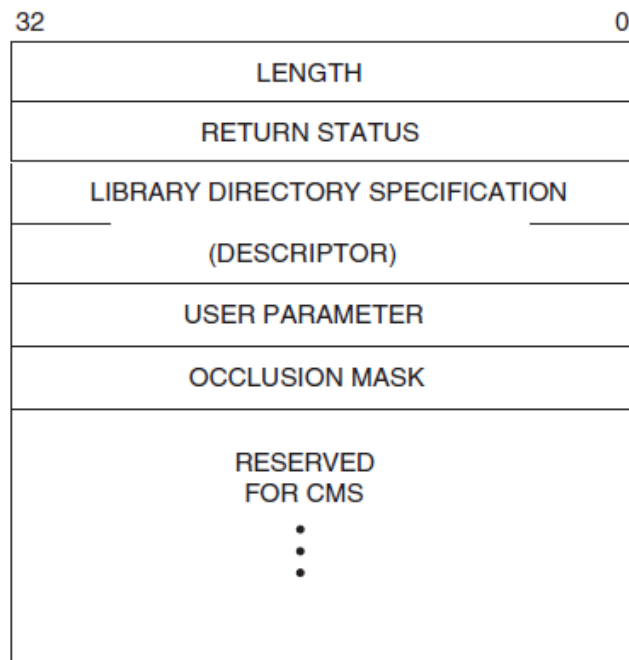 32 0
LENGTH
RETURN STATUS
LIBRARY DIRECTORY SPECIFICATION
(DESCRIPTOR)
USER PARAMETER
OCCLUSION MASK
RESERVED
FOR CMS